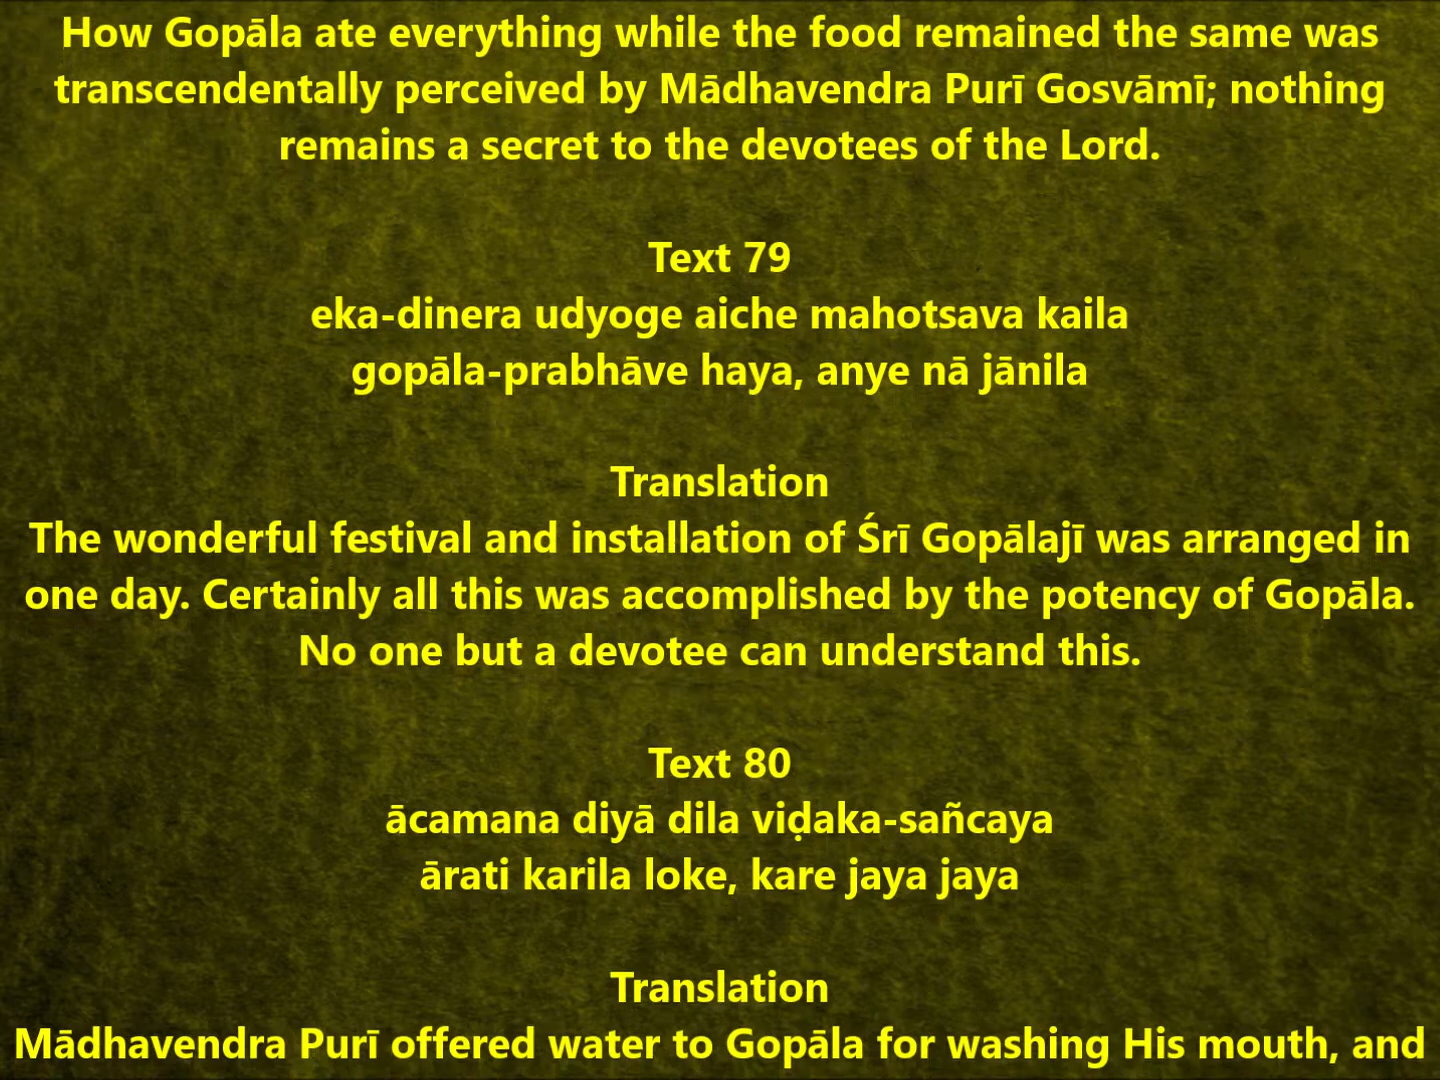 How Gopāla ate everything while the food remained the same was
transcendentally perceived by Mādhavendra Purī Gosvāmī; nothing
remains a secret to the devotees of the Lord.
Text 79
eka-dinera udyoge aiche mahotsava kaila
gopāla-prabhāve haya, anye nā jānila
Translation
The wonderful festival and installation of Śrī Gopālajī was arranged in
one day. Certainly all this was accomplished by the potency of Gopāla.
No one but a devotee can understand this.
Text 80
ācamana diyā dila viḍaka-sañcaya
ārati karila loke, kare jaya jaya
Translation
Mādhavendra Purī offered water to Gopāla for washing His mouth, and